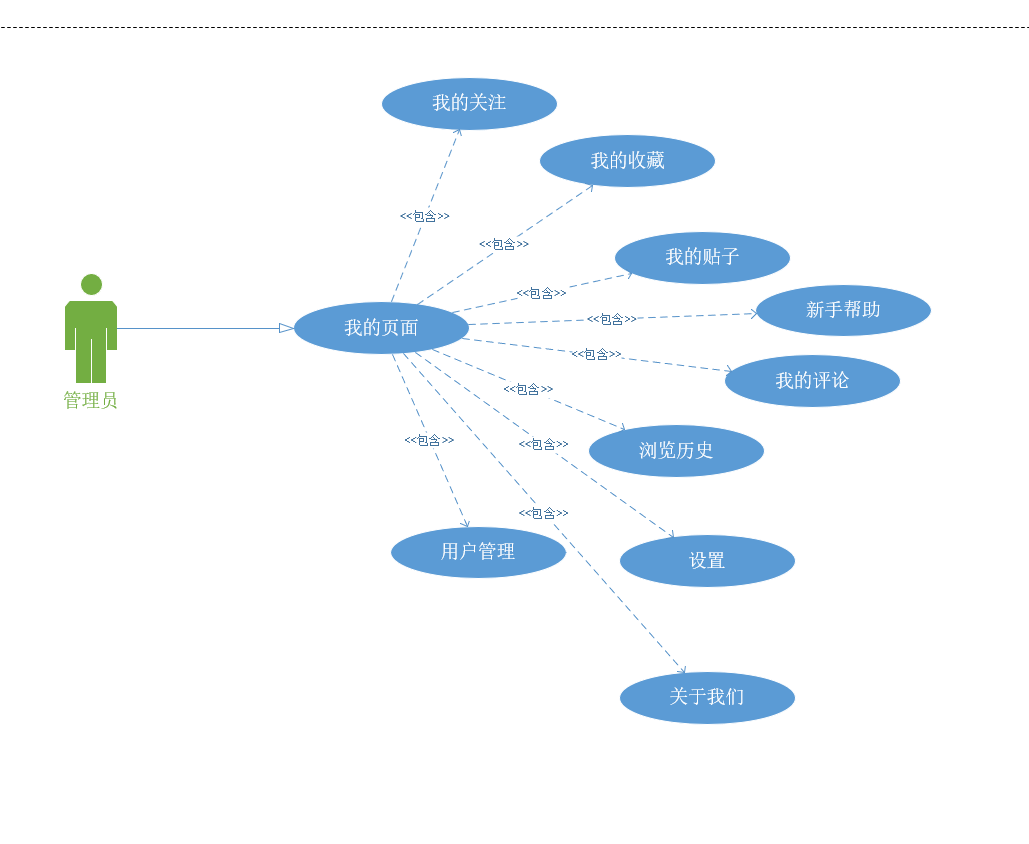 我的关注
我的收藏
<<包含>>
<<包含>>
我的贴子
<<包含>>
新手帮助
<<包含>>
我的页面
<<包含>>
我的评论
<<包含>>
管理员
<<包含>>
<<包含>>
浏览历史
<<包含>>
用户管理
设置
关于我们